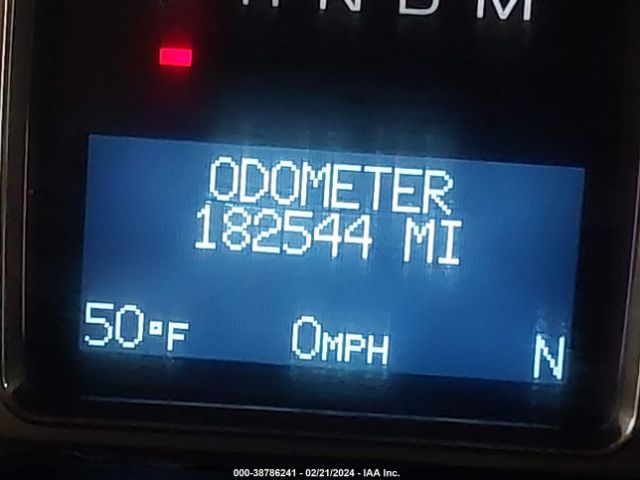 R N D M
ODOMETER
182544 MI
50°F 0MPH N
000-38786241 - 02/21/2024 - IAA Inc.